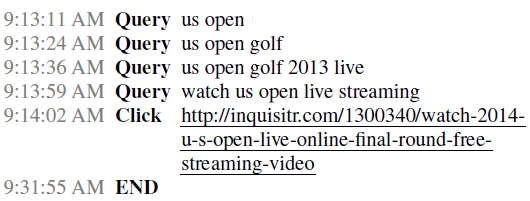 9:13:11 AM Query us open
9:13:24 AM Query us open golf
9:13:36 AM Query us open golf 2013 live
9:13:59 AM Query watch us open live streaming
9:14:02 AM Click http://inquisitr.com/1300340/watch-2014-
u-s-open-live-online-final-round-free-
streaming-video
9:31:55 AM END